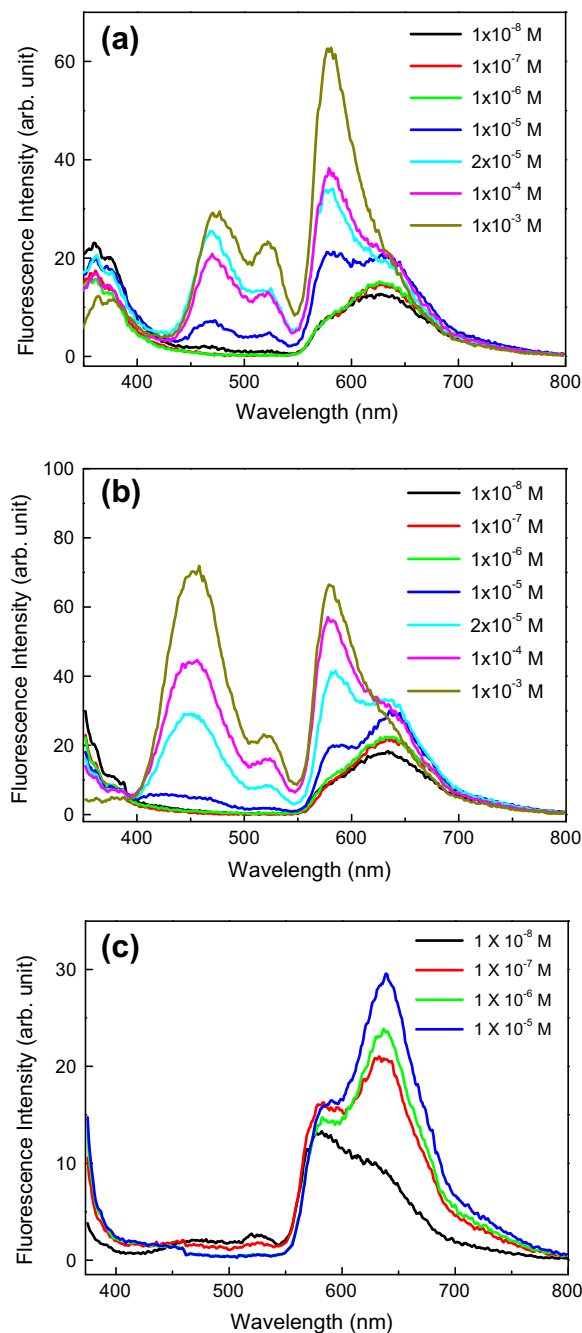 (a)
1x10⁻⁸ M
1x10⁻⁷ M
1x10⁻⁶ M
1x10⁻⁵ M
2x10⁻⁵ M
1x10⁻⁴ M
1x10⁻³ M
Fluorescence Intensity (arb. unit)
60
40
20
0
400 500 600 700 800
Wavelength (nm)
(b)
1x10⁻⁸ M
1x10⁻⁷ M
1x10⁻⁶ M
1x10⁻⁵ M
2x10⁻⁵ M
1x10⁻⁴ M
1x10⁻³ M
Fluorescence Intensity (arb. unit)
100
80
60
40
20
0
400 500 600 700 800
Wavelength (nm)
(c)
1 X 10⁻⁸ M
1 X 10⁻⁷ M
1 X 10⁻⁶ M
1 X 10⁻⁵ M
Fluorescence Intensity (arb. unit)
30
20
10
0
400 500 600 700 800
Wavelength (nm)